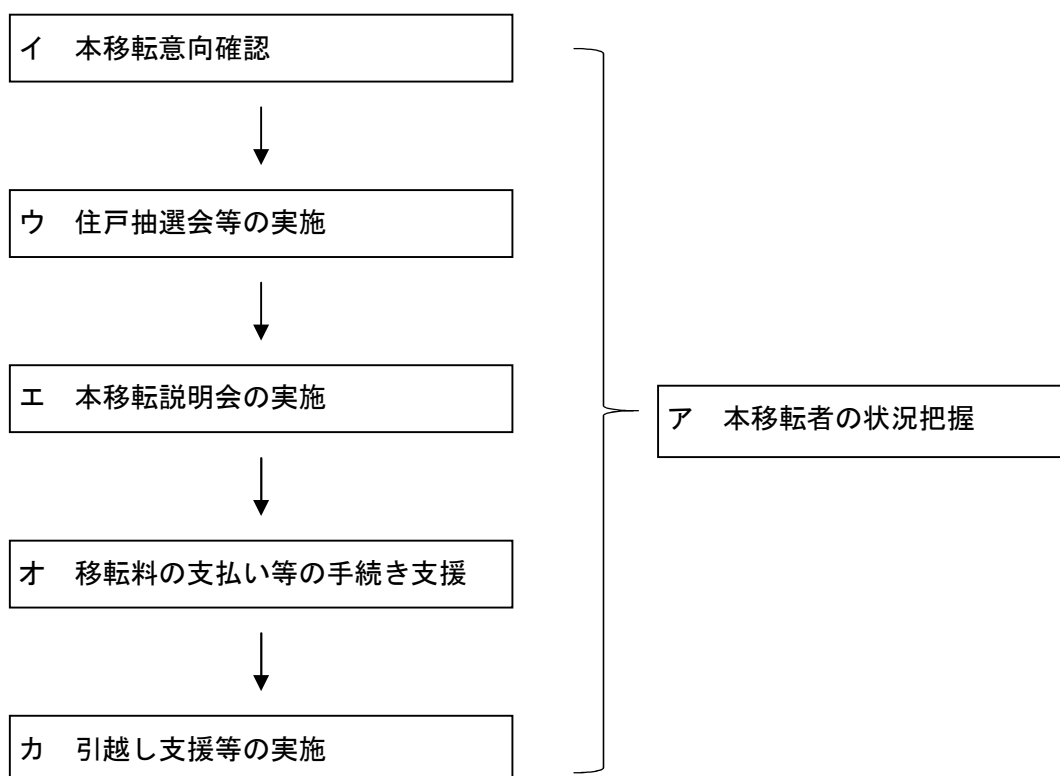 イ 本移転意向確認
ウ 住戸抽選会等の実施
エ 本移転説明会の実施
オ 移転料の支払い等の手続き支援
カ 引越し支援等の実施
ア 本移転者の状況把握